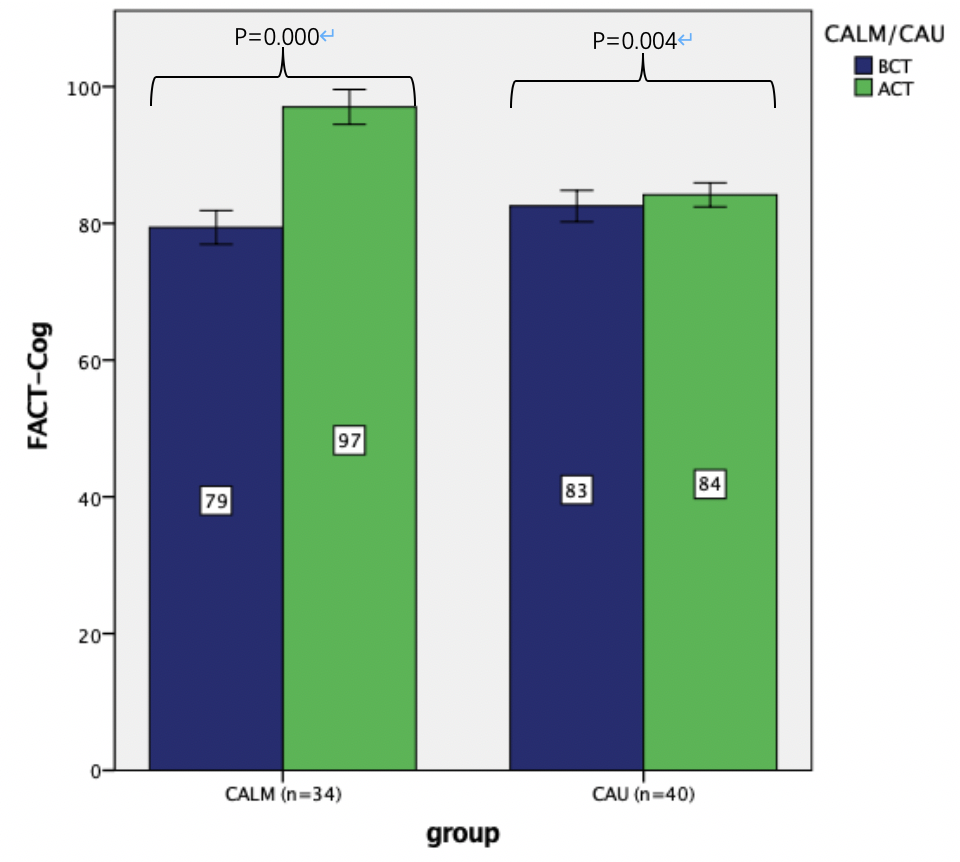 P=0.000↵
P=0.004↵
CALM/CAU
BCT
ACT
FACT-Cog
100
80
60
40
20
0
79
97
83
84
CALM (n=34)
CAU (n=40)
group